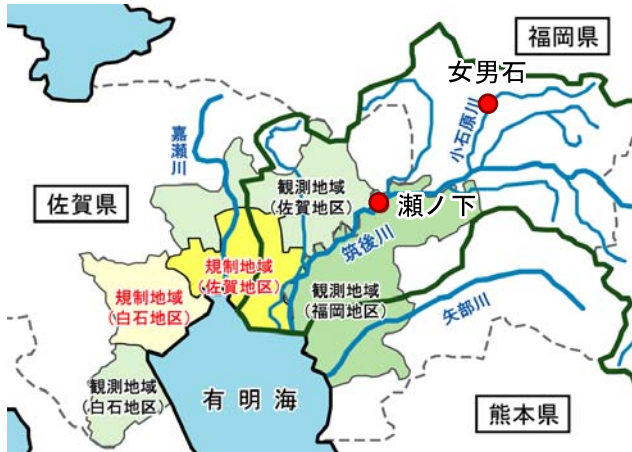 福岡県
女男石
小石原川
嘉瀬川
観測地域
(佐賀地区)
佐賀県
瀬ノ下
筑後川
規制地域
(佐賀地区)
規制地域
(白石地区)
観測地域
(福岡地区)
矢部川
観測地域
(白石地区)
有明海
熊本県